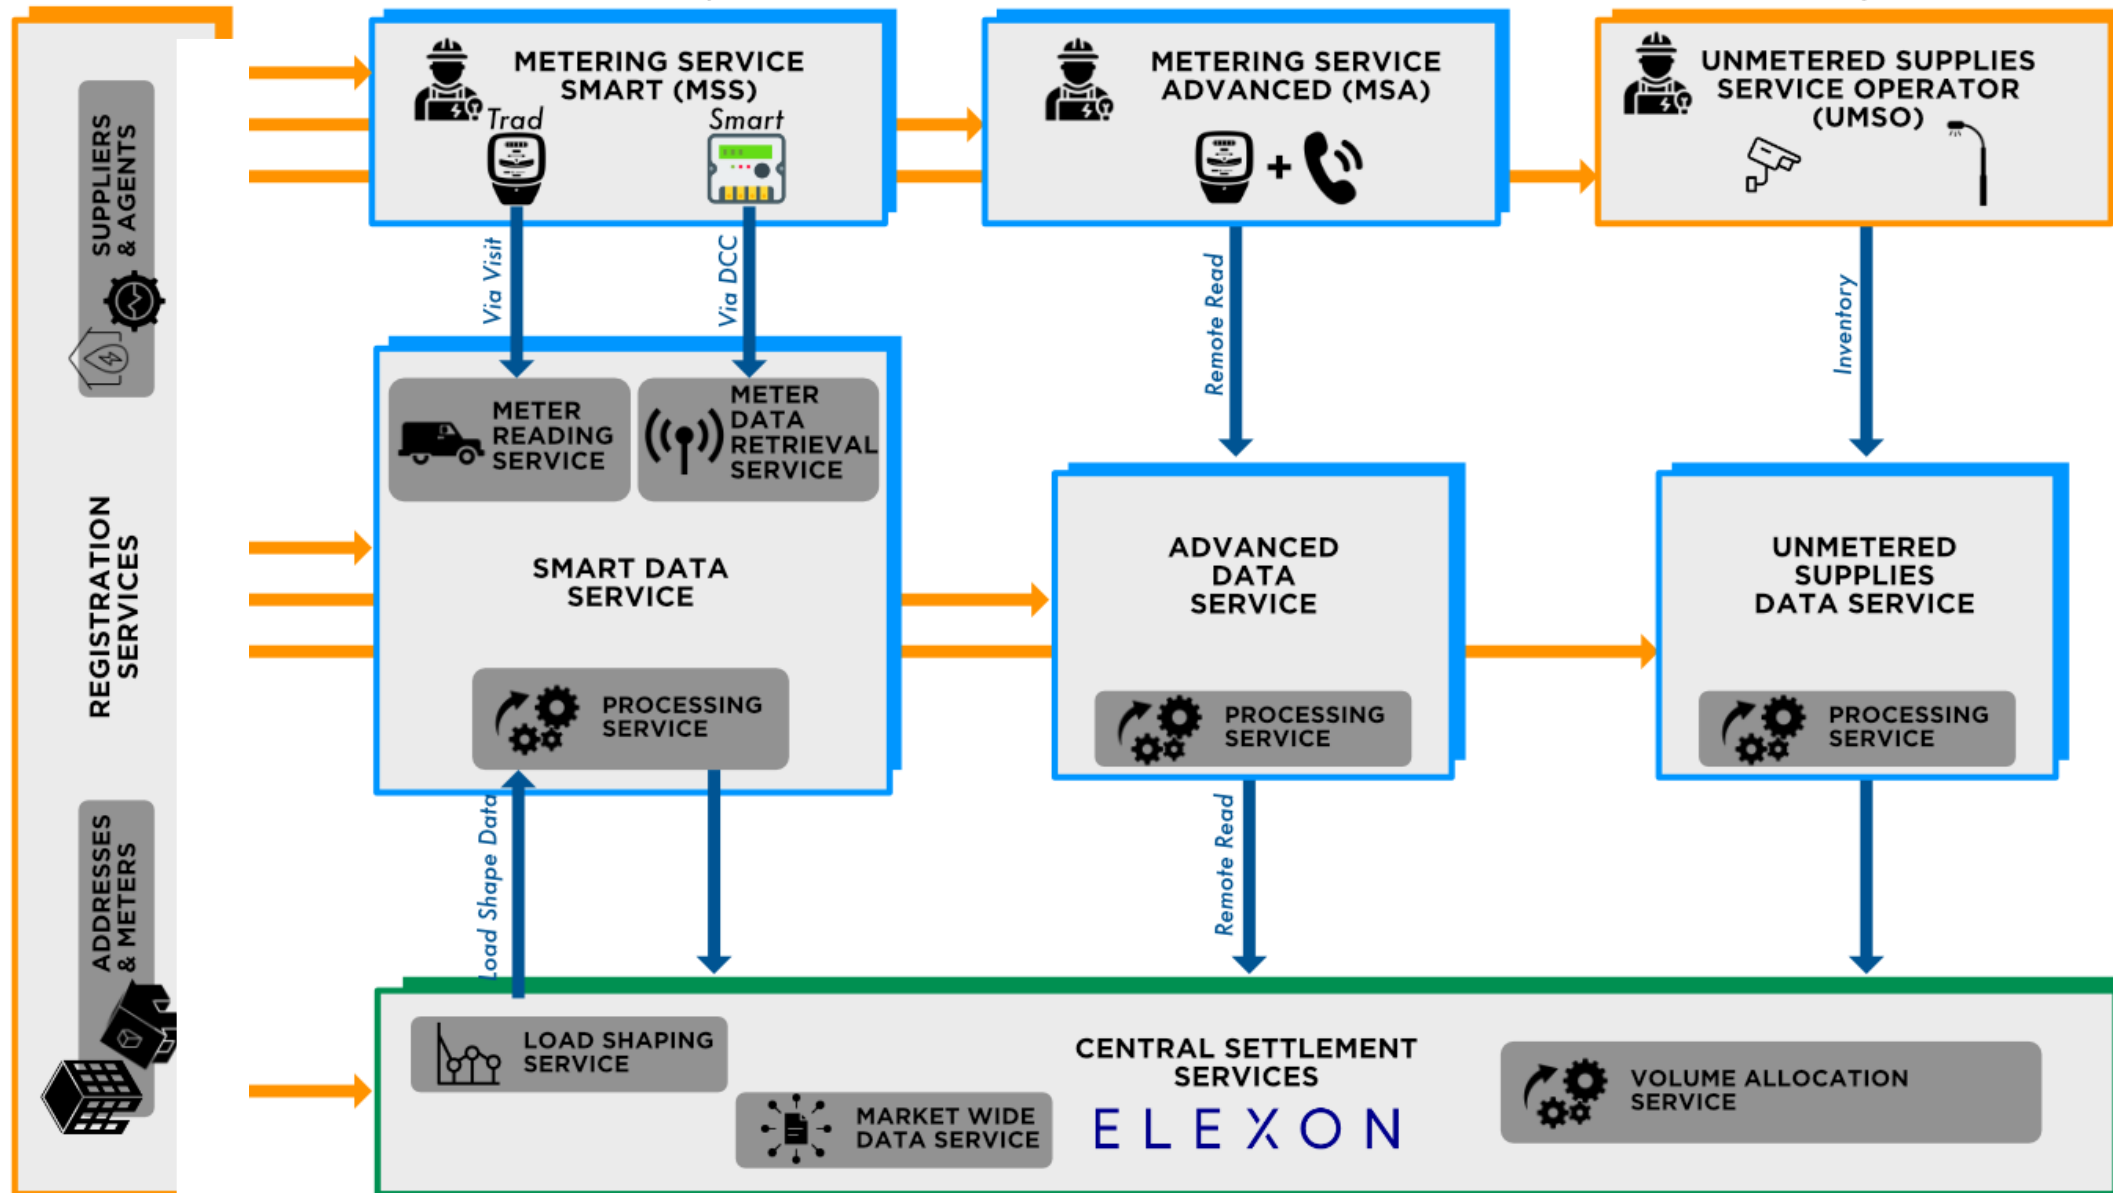 SUPPLIERS
& AGENTS
REGISTRATION
SERVICES
ADDRESSES
& METERS
METERING SERVICE
SMART (MSS)
Trad
Smart
METERING SERVICE
ADVANCED (MSA)
+
UNMETERED SUPPLIES
SERVICE OPERATOR
(UMSO)
Via Visit
Via DCC
Remote Read
Inventory
METER
READING
SERVICE
METER
DATA
RETRIEVAL
SERVICE
SMART DATA
SERVICE
PROCESSING
SERVICE
ADVANCED
DATA
SERVICE
PROCESSING
SERVICE
UNMETERED
SUPPLIES
DATA SERVICE
PROCESSING
SERVICE
Load Shape Data
Remote Read
LOAD SHAPING
SERVICE
MARKET WIDE
DATA SERVICE
CENTRAL SETTLEMENT
SERVICES
ELEXON
VOLUME ALLOCATION
SERVICE